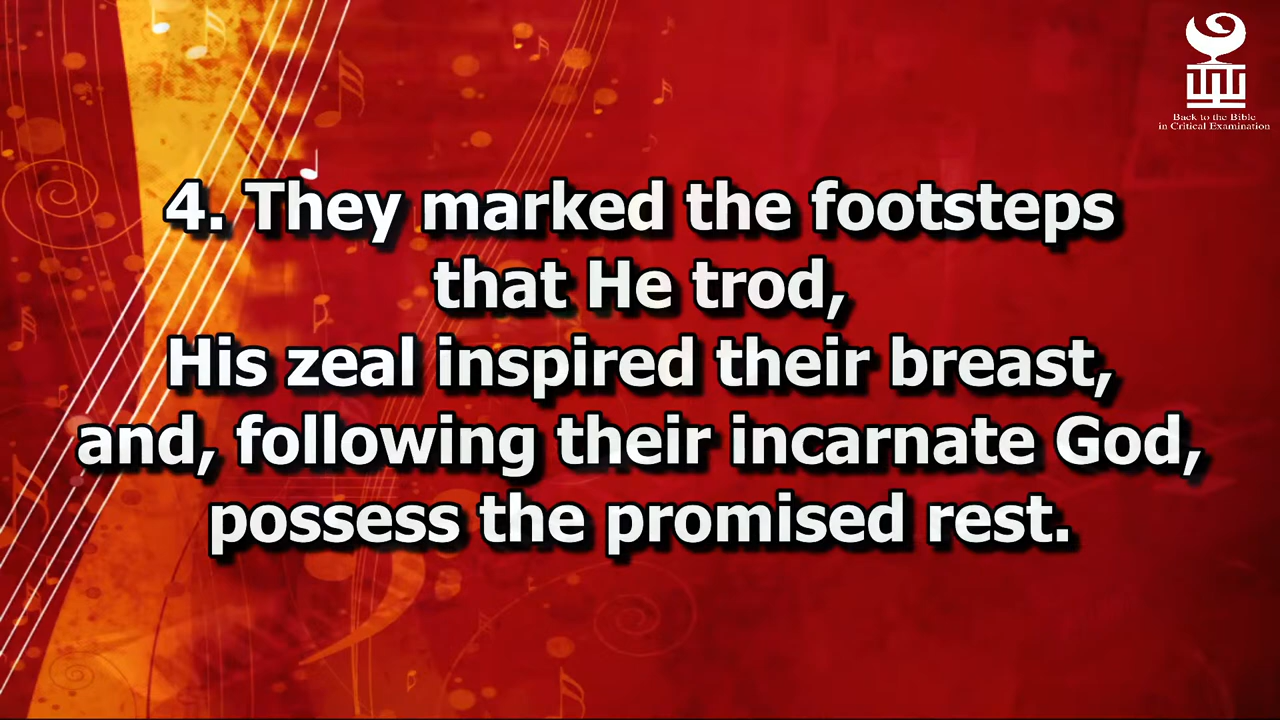 Back to the Bible
in Critical Examination
4. They marked the footsteps
that He trod,
His zeal inspired their breast,
and, following their incarnate God,
possess the promised rest.